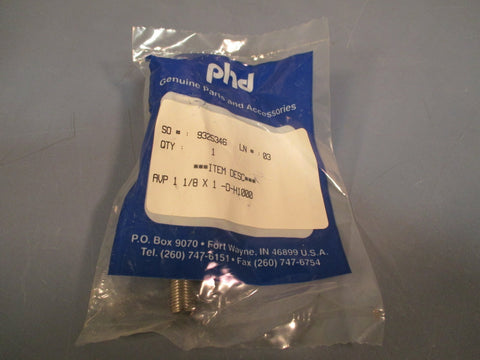 phd
Genuine Parts and Accessories
SO # : 9325346 LN # : 03
QTY : 1
***ITEM DESC***
AVP 1 1/8 X 1 -D-H1000
P.O. Box 9070 • Fort Wayne, IN 46899 U.S.A.
Tel. (260) 747-6151 • Fax (260) 747-6754